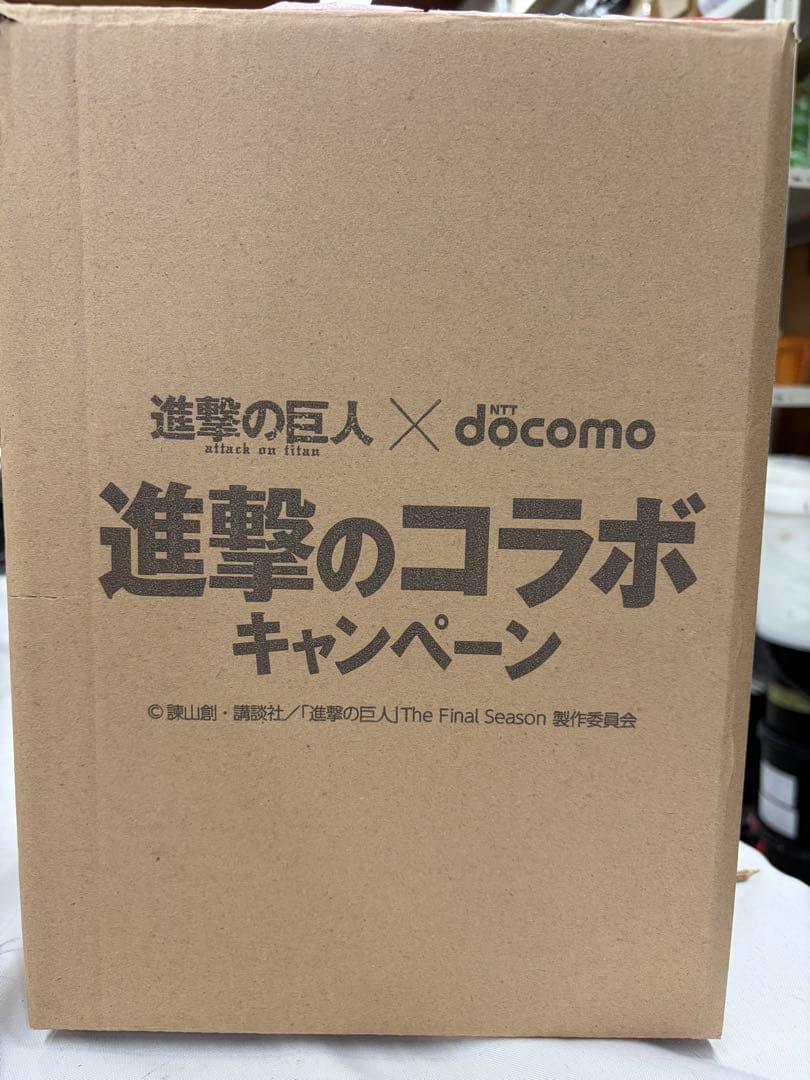 進撃の巨人 × NTT docomo
attack on titan
進撃のコラボ
キャンペーン
©諫山創・講談社／「進撃の巨人」The Final Season 製作委員会